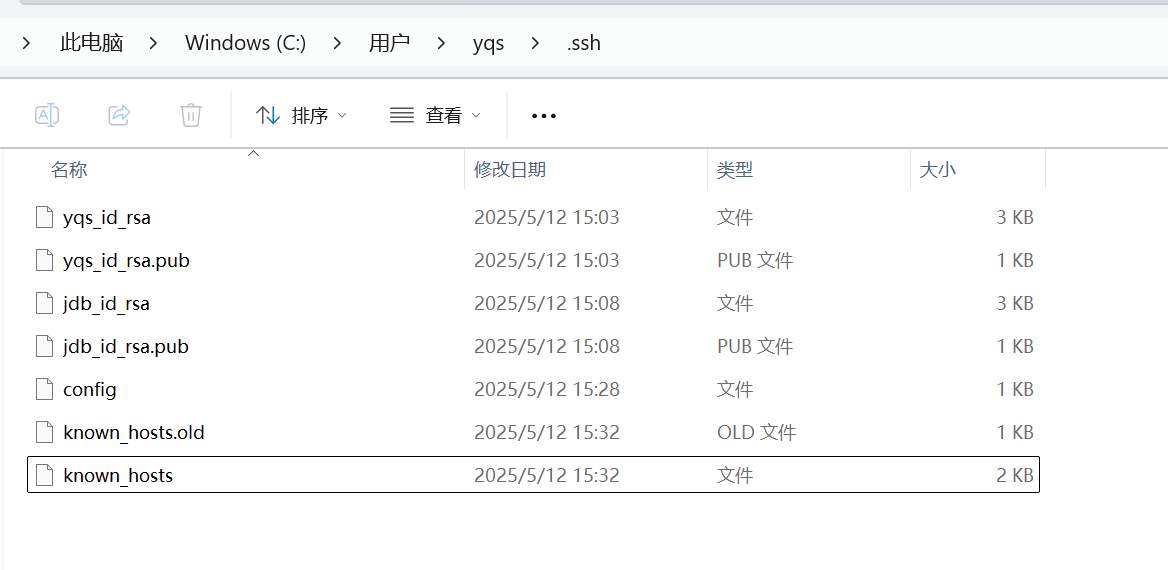 此电脑 Windows (C:) 用户 yqs .ssh
排序 查看
名称 修改日期 类型 大小
yqs_id_rsa 2025/5/12 15:03 文件 3 KB
yqs_id_rsa.pub 2025/5/12 15:03 PUB 文件 1 KB
jdb_id_rsa 2025/5/12 15:08 文件 3 KB
jdb_id_rsa.pub 2025/5/12 15:08 PUB 文件 1 KB
config 2025/5/12 15:28 文件 1 KB
known_hosts.old 2025/5/12 15:32 OLD 文件 1 KB
known_hosts 2025/5/12 15:32 文件 2 KB